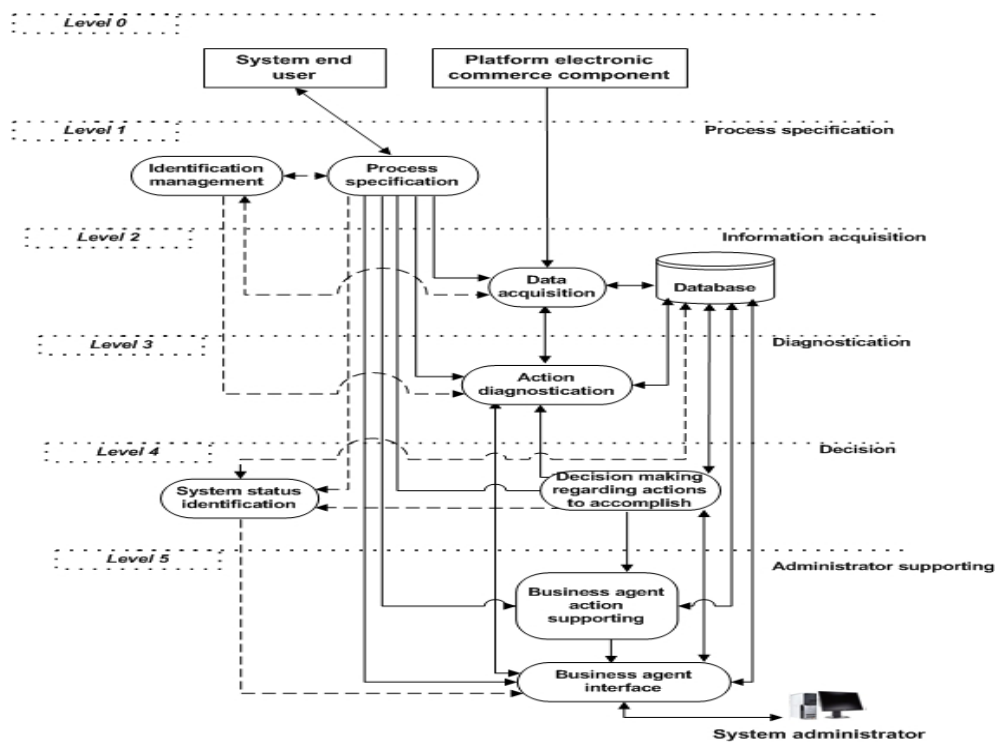 Level 0
System end
user
Platform electronic
commerce component
Level 1
Process specification
Identification
management
Process
specification
Level 2
Information acquisition
Data
acquisition
Database
Level 3
Diagnostication
Action
diagnostication
Level 4
Decision
System status
identification
Decision making
regarding actions
to accomplish
Level 5
Administrator supporting
Business agent
action
supporting
Business agent
interface
System administrator